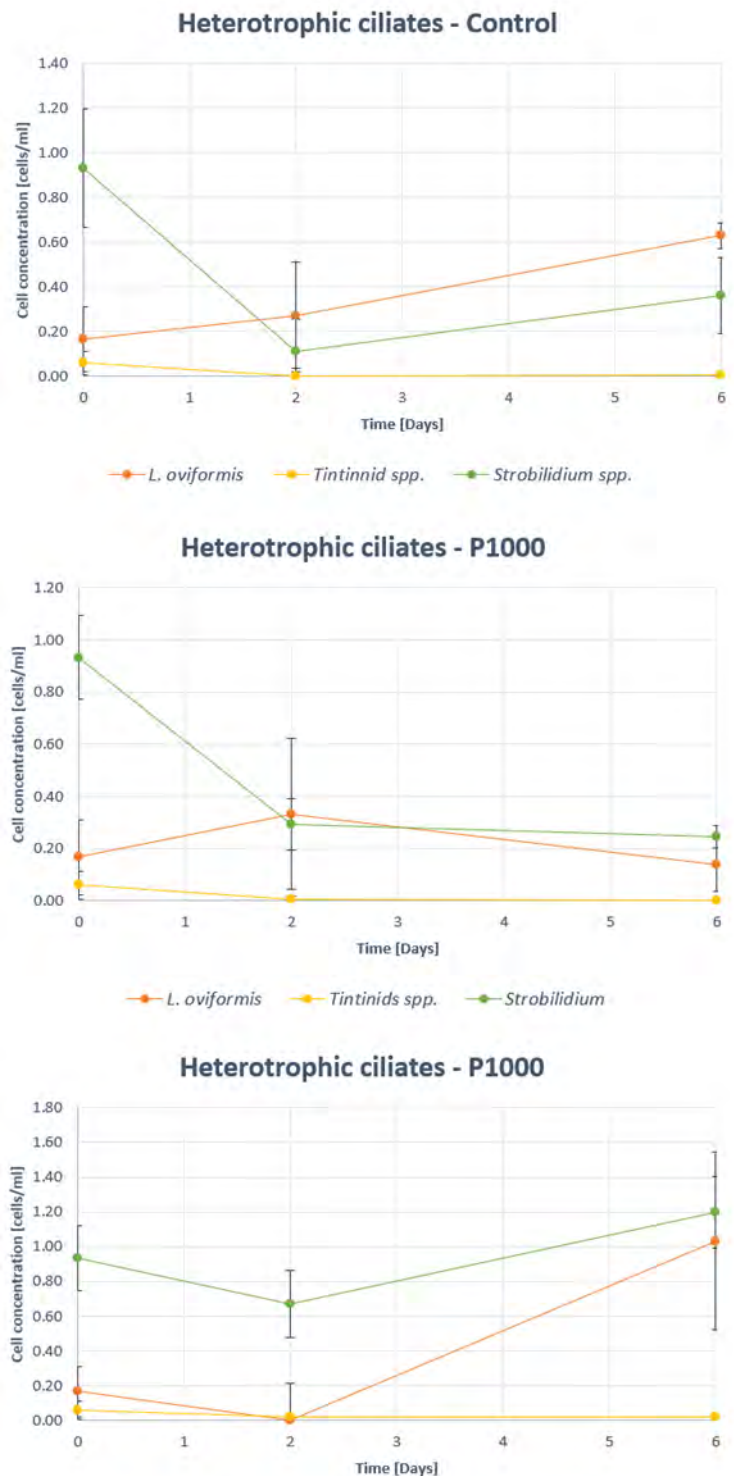 Heterotrophic ciliates - Control
Cell concentration [cells/ml]
1.40
1.20
1.00
0.80
0.60
0.40
0.20
0.00
0 1 2 3 4 5 6
Time [Days]
L. oviformis Tintinnid spp. Strobilidium spp.
Heterotrophic ciliates - P1000
Cell concentration [cells/ml]
1.20
1.00
0.80
0.60
0.40
0.20
0.00
0 1 2 3 4 5 6
Time [Days]
L. oviformis Tintinids spp. Strobilidium
Heterotrophic ciliates - P1000
Cell concentration [cells/ml]
1.80
1.60
1.40
1.20
1.00
0.80
0.60
0.40
0.20
0.00
0 1 2 3 4 5 6
Time [Days]